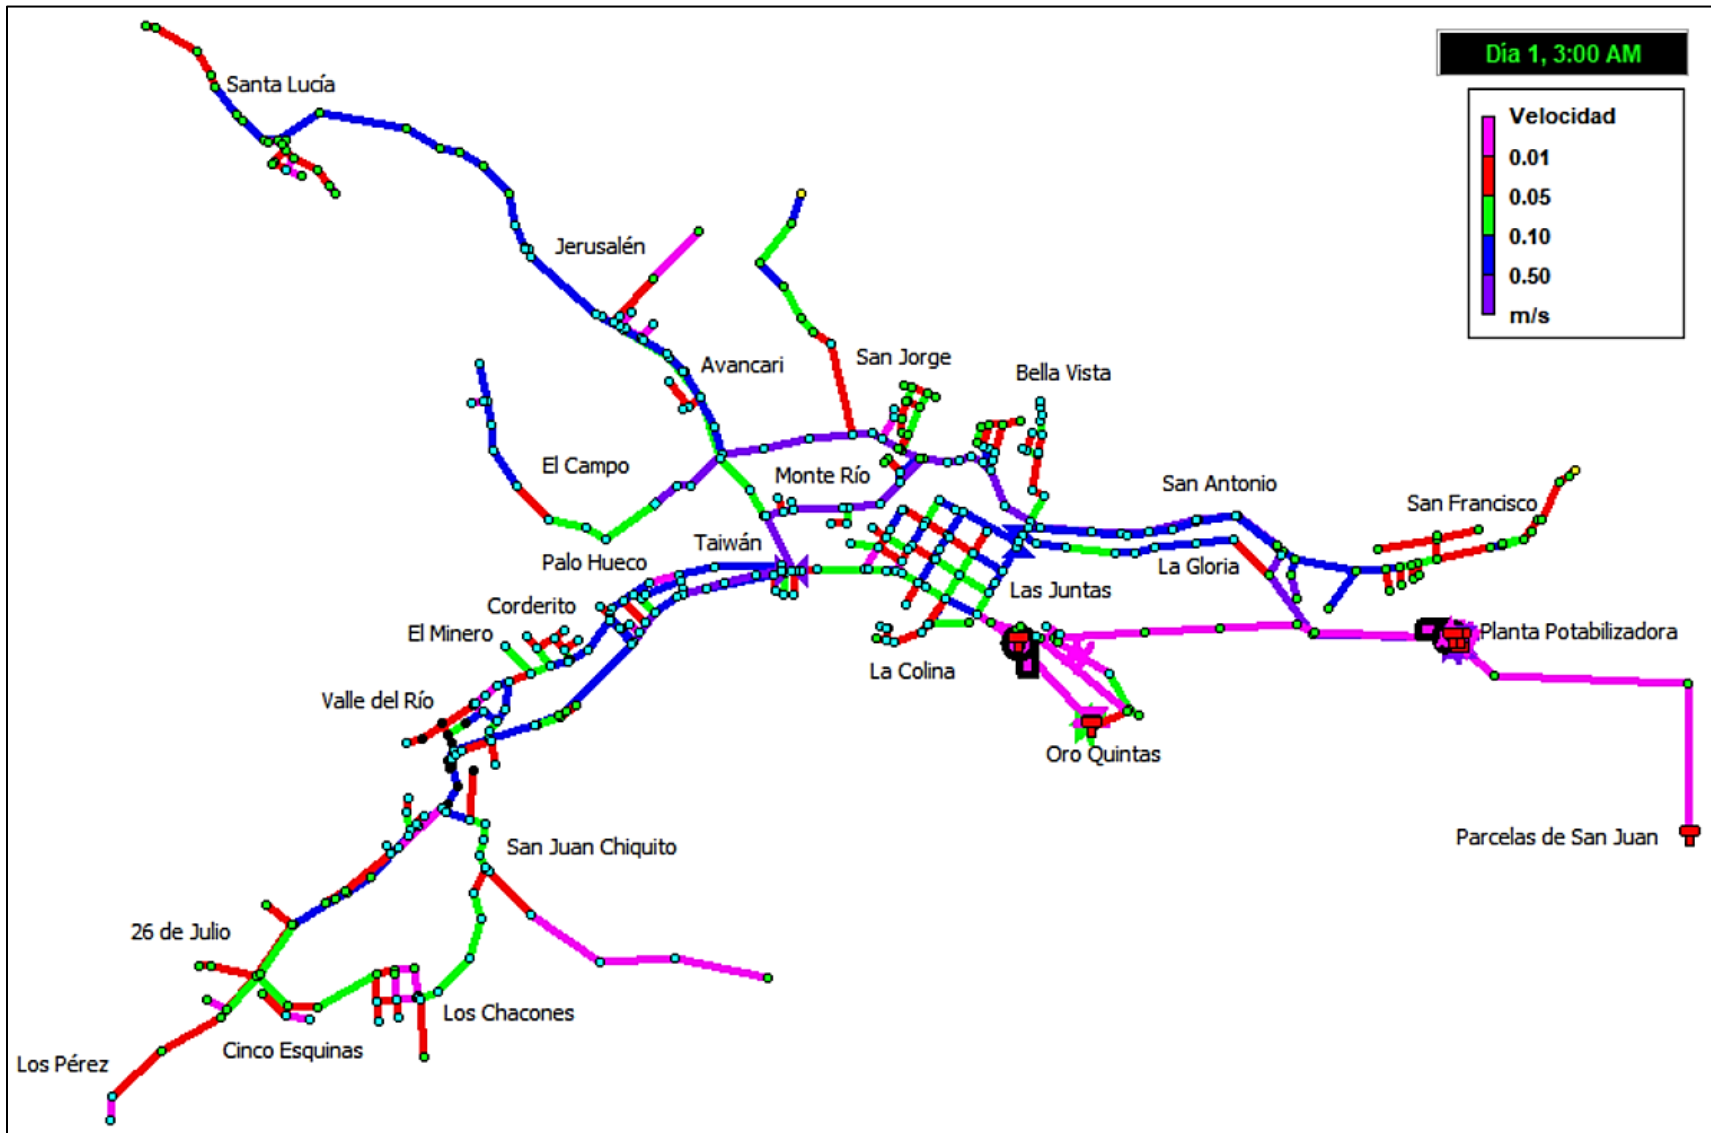 Día 1, 3:00 AM
Velocidad
0.01
0.05
0.10
0.50
m/s
Santa Lucía
Jerusalén
Avancari
San Jorge
Bella Vista
El Campo
Monte Río
San Antonio
San Francisco
Taiwán
Palo Hueco
La Gloria
Las Juntas
Corderito
El Minero
Planta Potabilizadora
La Colina
Valle del Río
Oro Quintas
Parcelas de San Juan
San Juan Chiquito
26 de Julio
Los Chacones
Cinco Esquinas
Los Pérez